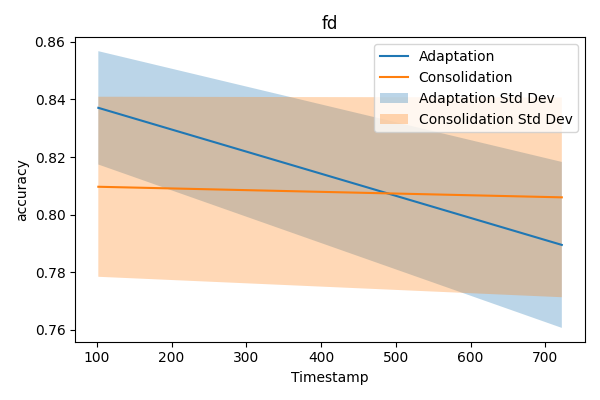 fd
0.86
0.84
0.82
0.80
0.78
0.76
accuracy
Adaptation
Consolidation
Adaptation Std Dev
Consolidation Std Dev
100 200 300 400 500 600 700
Timestamp